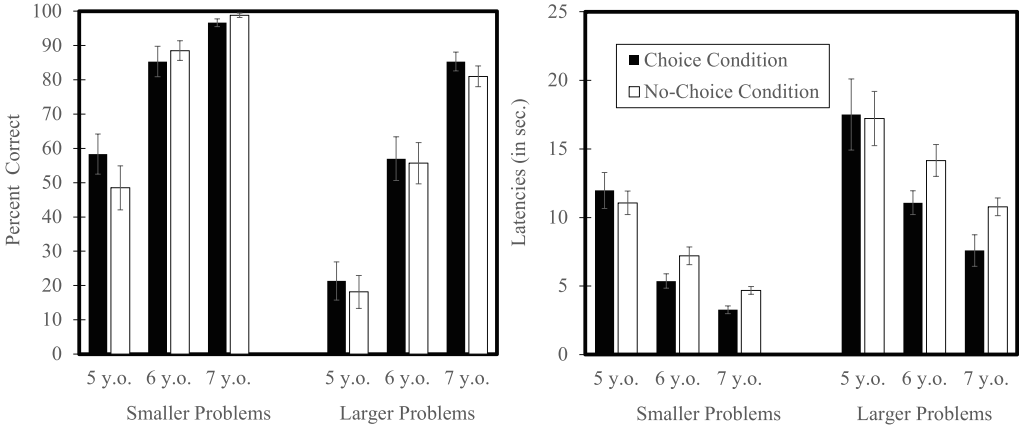 Percent Correct
100
90
80
70
60
50
40
30
20
10
0
5 y.o. 6 y.o. 7 y.o. 5 y.o. 6 y.o. 7 y.o.
Smaller Problems Larger Problems
Latencies (in sec.)
25
20
15
10
5
0
Choice Condition
No-Choice Condition
5 y.o. 6 y.o. 7 y.o. 5 y.o. 6 y.o. 7 y.o.
Smaller Problems Larger Problems